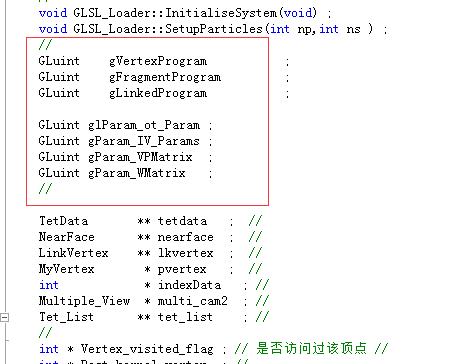 //
void GLSL_Loader::InitialiseSystem(void) ;
void GLSL_Loader::SetupParticles(int np,int ns ) ;
//
GLuint gVertexProgram ;
GLuint gFragmentProgram ;
GLuint gLinkedProgram ;
GLuint glParam_ot_Param ;
GLuint gParam_IV_Params ;
GLuint gParam_VPMatrix ;
GLuint gParam_WMatrix ;
//
TetData ** tetdata ; //
NearFace ** nearface ; //
LinkVertex ** lkvertex ; //
MyVertex * pvertex ; //
int * indexData ; //
Multiple_View * multi_cam2 ; //
Tet_List ** tet_list ; //
//
int * Vertex_visited_flag ; // 是否访问过该顶点 //